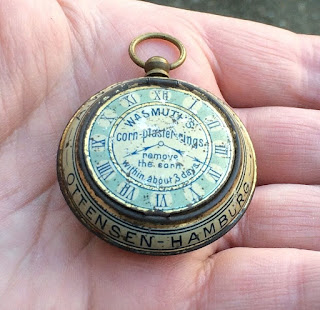 WASMUTH'S
corn-plaster-rings
remove
the corn
within about 3 days
OTTENSEN-HAMBURG